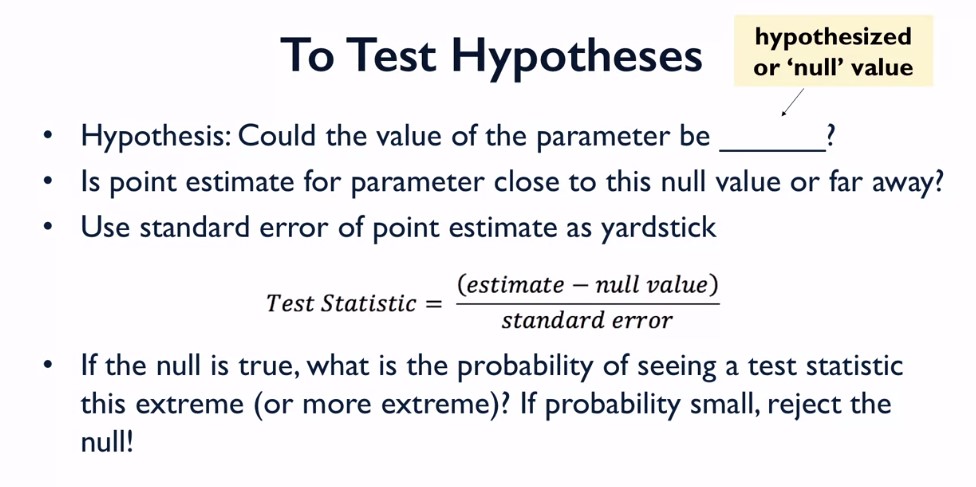 To Test Hypotheses
hypothesized
or ‘null’ value
• Hypothesis: Could the value of the parameter be _______?
• Is point estimate for parameter close to this null value or far away?
• Use standard error of point estimate as yardstick
Test Statistic = (estimate − null value) / standard error
• If the null is true, what is the probability of seeing a test statistic
this extreme (or more extreme)? If probability small, reject the
null!